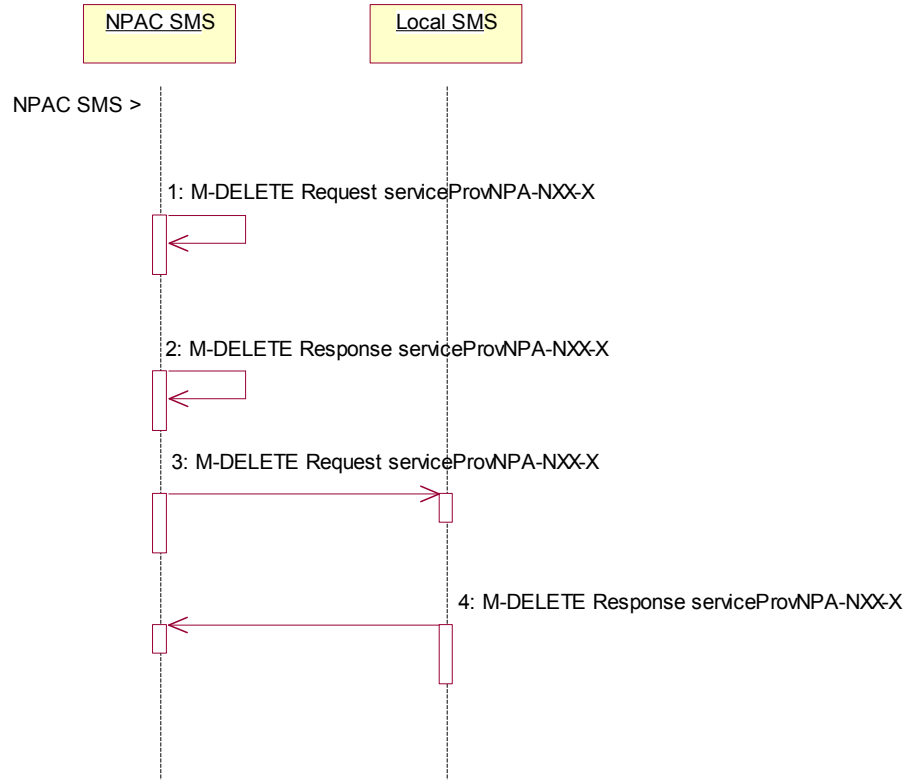 NPAC SMS
Local SMS
NPAC SMS >
1: M-DELETE Request serviceProvNPA-NXX-X
2: M-DELETE Response serviceProvNPA-NXX-X
3: M-DELETE Request serviceProvNPA-NXX-X
4: M-DELETE Response serviceProvNPA-NXX-X